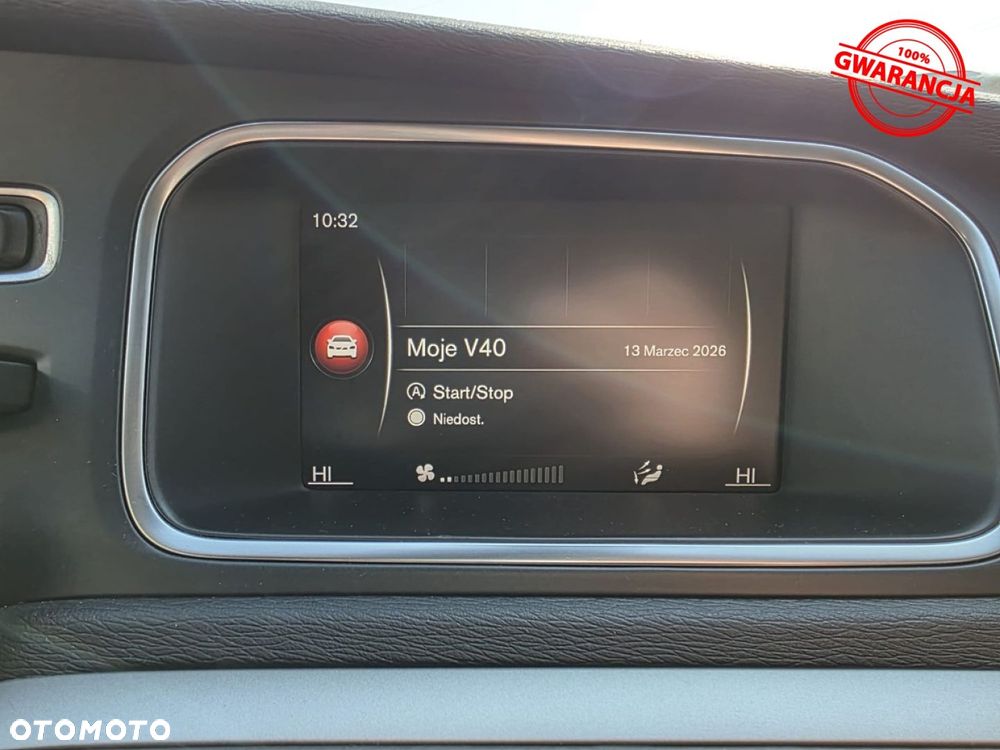 100%
GWARANCJA
10:32
Moje V40
13 Marzec 2026
A Start/Stop
Niedost.
HI
HI
OTOMOTO